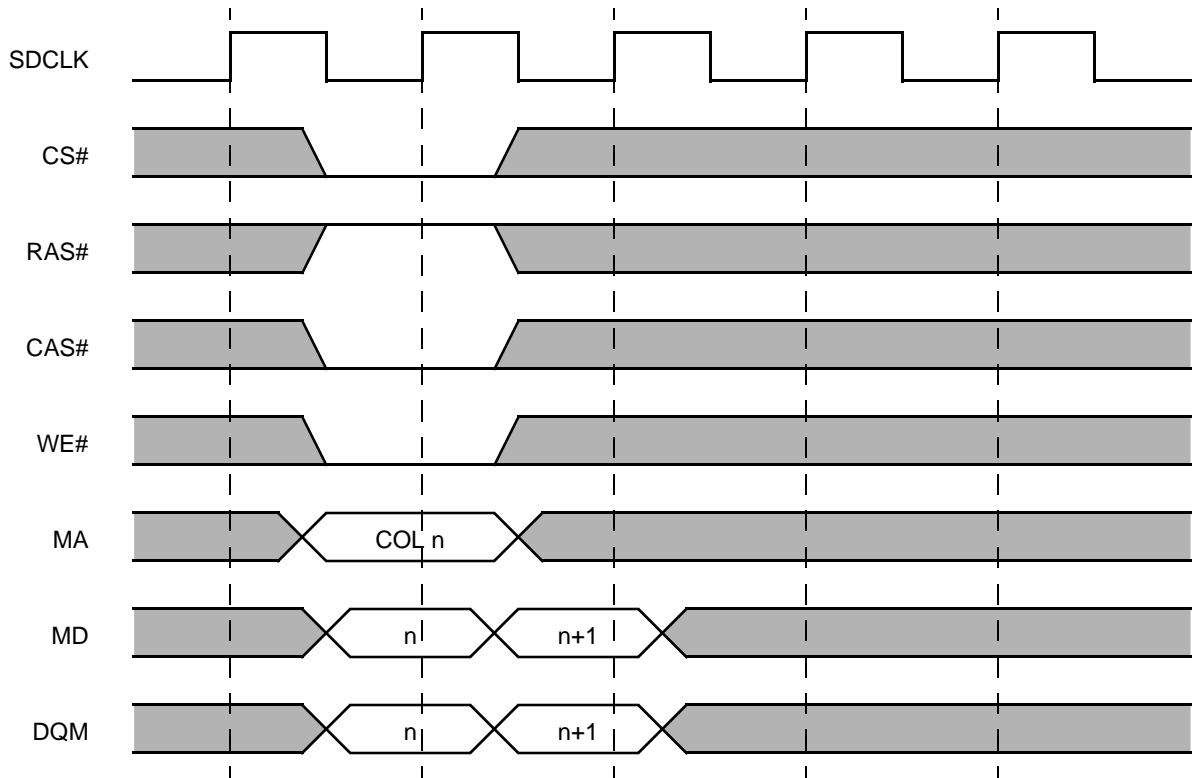 SDCLK
CS#
RAS#
CAS#
WE#
MA COL n
MD n n+1
DQM n n+1